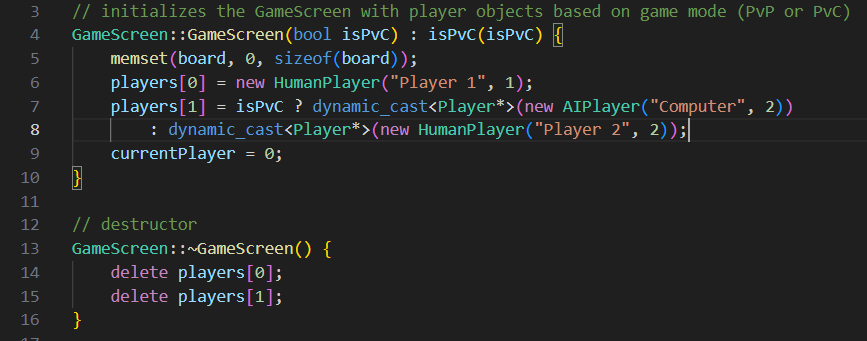 3 // initializes the GameScreen with player objects based on game mode (PvP or PvC)
4 GameScreen::GameScreen(bool isPvC) : isPvC(isPvC) {
5     memset(board, 0, sizeof(board));
6     players[0] = new HumanPlayer("Player 1", 1);
7     players[1] = isPvC ? dynamic_cast<Player*>(new AIPlayer("Computer", 2))
8         : dynamic_cast<Player*>(new HumanPlayer("Player 2", 2));
9     currentPlayer = 0;
10 }
11
12 // destructor
13 GameScreen::~GameScreen() {
14     delete players[0];
15     delete players[1];
16 }